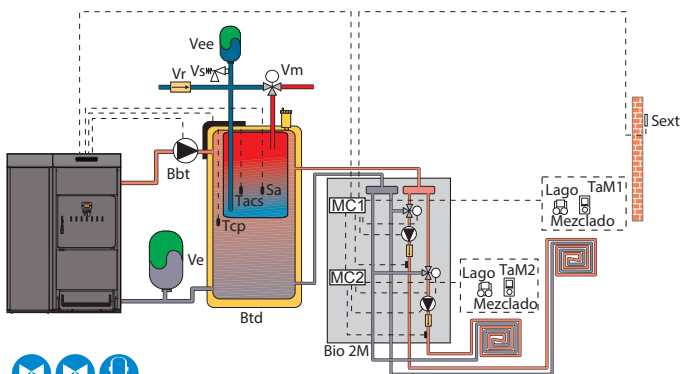 Vee
Vs
Vm
Vr
Sext
Bbt
Sa
Tacs
Tcp
Lago TaM1
Mezclado
MC1
Ve
MC2
Lago TaM2
Mezclado
Btd
Bio 2M